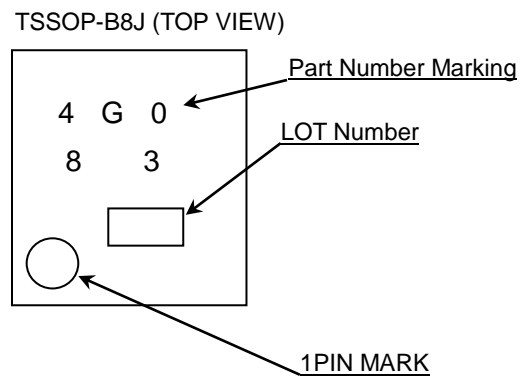 TSSOP-B8J (TOP VIEW)
Part Number Marking
4 G 0
LOT Number
8 3
1PIN MARK